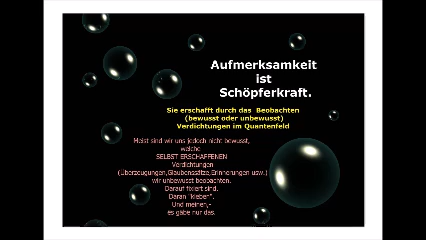 Aufmerksamkeit
ist
Schöpferkraft.
Sie erschafft durch das Beobachten
(bewusst oder unbewusst)
Verdichtungen im Quantenfeld
Meist sind wir uns jedoch nicht bewusst,
welche
SELBST ERSCHAFFENEN
Verdichtungen
(Überzeugungen,Glaubenssätze,Erinnerungen usw.)
wir unbewusst beobachten.
Darauf fixiert sind.
Daran "kleben".
Und meinen,-
es gäbe nur das.